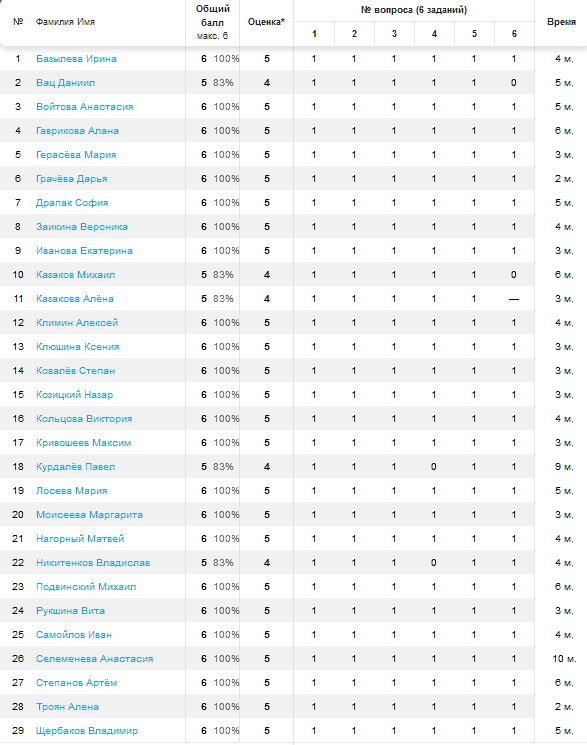 № Фамилия Имя Общий балл макс. 6 Оценка* № вопроса (6 заданий) Время
1 2 3 4 5 6
1 Базылева Ирина 6 100% 5 1 1 1 1 1 1 4 м.
2 Вац Даниил 5 83% 4 1 1 1 1 1 0 5 м.
3 Войтова Анастасия 6 100% 5 1 1 1 1 1 1 5 м.
4 Гаврикова Алана 6 100% 5 1 1 1 1 1 1 6 м.
5 Герасёва Мария 6 100% 5 1 1 1 1 1 1 3 м.
6 Грачёва Дарья 6 100% 5 1 1 1 1 1 1 2 м.
7 Драпак София 6 100% 5 1 1 1 1 1 1 5 м.
8 Заикина Вероника 6 100% 5 1 1 1 1 1 1 4 м.
9 Иванова Екатерина 6 100% 5 1 1 1 1 1 1 3 м.
10 Казаков Михаил 5 83% 4 1 1 1 1 1 0 6 м.
11 Казакова Алёна 5 83% 4 1 1 1 1 1 — 3 м.
12 Климин Алексей 6 100% 5 1 1 1 1 1 1 4 м.
13 Клюшина Ксения 6 100% 5 1 1 1 1 1 1 3 м.
14 Ковалёв Степан 6 100% 5 1 1 1 1 1 1 3 м.
15 Козицкий Назар 6 100% 5 1 1 1 1 1 1 3 м.
16 Кольцова Виктория 6 100% 5 1 1 1 1 1 1 4 м.
17 Кривошеев Максим 6 100% 5 1 1 1 1 1 1 3 м.
18 Курдалёв Павел 5 83% 4 1 1 1 0 1 1 9 м.
19 Лосева Мария 6 100% 5 1 1 1 1 1 1 5 м.
20 Моисеева Маргарита 6 100% 5 1 1 1 1 1 1 3 м.
21 Нагорный Матвей 6 100% 5 1 1 1 1 1 1 4 м.
22 Никитенков Владислав 5 83% 4 1 1 1 0 1 1 4 м.
23 Подвинский Михаил 6 100% 5 1 1 1 1 1 1 6 м.
24 Рукшина Вита 6 100% 5 1 1 1 1 1 1 3 м.
25 Самойлов Иван 6 100% 5 1 1 1 1 1 1 4 м.
26 Селеменева Анастасия 6 100% 5 1 1 1 1 1 1 10 м.
27 Степанов Артём 6 100% 5 1 1 1 1 1 1 6 м.
28 Троян Алена 6 100% 5 1 1 1 1 1 1 2 м.
29 Щербаков Владимир 6 100% 5 1 1 1 1 1 1 5 м.